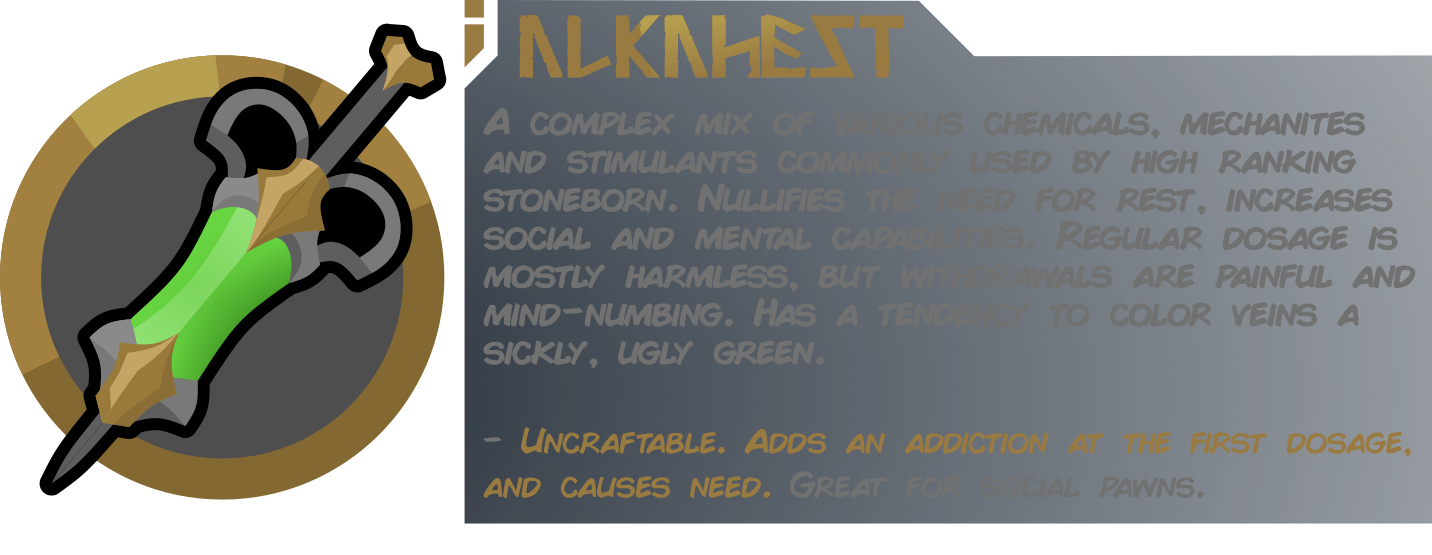 ALKAHEST
A COMPLEX MIX OF VARIOUS CHEMICALS, MECHANITES
AND STIMULANTS COMMONLY USED BY HIGH RANKING
STONEBORN. NULLIFIES THE NEED FOR REST, INCREASES
SOCIAL AND MENTAL CAPABILITIES. REGULAR DOSAGE IS
MOSTLY HARMLESS, BUT WITHDRAWALS ARE PAINFUL AND
MIND-NUMBING. HAS A TENDENCY TO COLOR VEINS A
SICKLY, UGLY GREEN.
- UNCRAFTABLE. ADDS AN ADDICTION AT THE FIRST DOSAGE,
AND CAUSES NEED. GREAT FOR SOCIAL PAWNS.